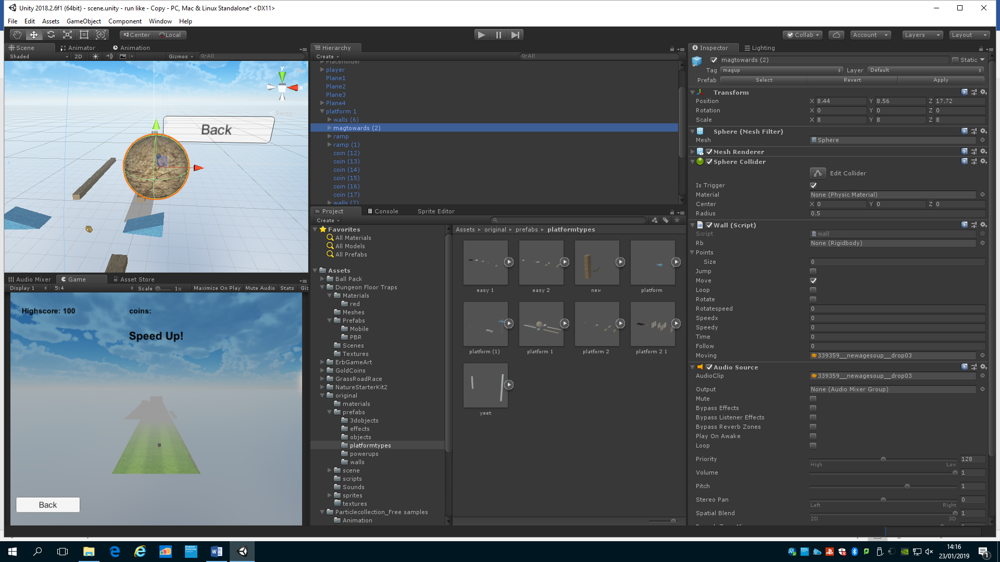 Unity 2018.2.6f1 (64bit) - scene.unity - run like - Copy - PC, Mac & Linux Standalone* <DX11>
File Edit Assets GameObject Component Window Help
Center Local
Collab Account Layers Layout
Scene Animator Animation
Shaded 2D Gizmos All
Persp
y
x
Back
Audio Mixer Game Asset Store
Display 1 5:4 Scale 1x Maximize On Play Mute Audio Stats Giz
Highscore: 100 coins:
Speed Up!
Back
Hierarchy
Create All
Placeholder
player
Plane1
Plane2
Plane3
Plane4
platform 1
walls (6)
magtowards (2)
ramp
ramp (1)
coin (12)
coin (13)
coin (14)
coin (15)
coin (16)
coin (17)
walls (7)
Project Console Sprite Editor
Create
Favorites
All Materials
All Models
All Prefabs
Assets
Ball Pack
Dungeon Floor Traps
Materials
red
Meshes
Prefabs
Mobile
PBR
Scenes
Textures
ErbGameArt
GoldCoins
GrassRoadRace
NatureStarterKit2
original
materials
prefabs
3dobjects
effects
objects
platformtypes
powerups
walls
scene
scripts
Sounds
sprites
textures
Particlecollection_Free samples
Animation
Assets original prefabs platformtypes
easy 1 easy 2 new platform
platform (1) platform 1 platform 2 platform 2 1
yeet
Inspector Lighting
magtowards (2) Static
Tag magup Layer Default
Prefab Select Revert Apply
Transform
Position X 8.44 Y 8.56 Z 17.72
Rotation X 0 Y 0 Z 0
Scale X 8 Y 8 Z 8
Sphere (Mesh Filter)
Mesh Sphere
Mesh Renderer
Sphere Collider
Edit Collider
Is Trigger
Material None (Physic Material)
Center X 0 Y 0 Z 0
Radius 0.5
Wall (Script)
Script wall
Rb None (Rigidbody)
Points
Size 0
Jump
Move
Loop
Rotate
Rotatespeed 0
Speedx 0
Speedy 0
Time 0
Follow 0
Moving 339359__newagesoup__drop03
Audio Source
AudioClip 339359__newagesoup__drop03
Output None (Audio Mixer Group)
Mute
Bypass Effects
Bypass Listener Effects
Bypass Reverb Zones
Play On Awake
Loop
Priority 128
High Low
Volume 1
Pitch 1
Stereo Pan 0
Left Right
Spatial Blend 1
2D 3D
14:16
23/01/2019
1